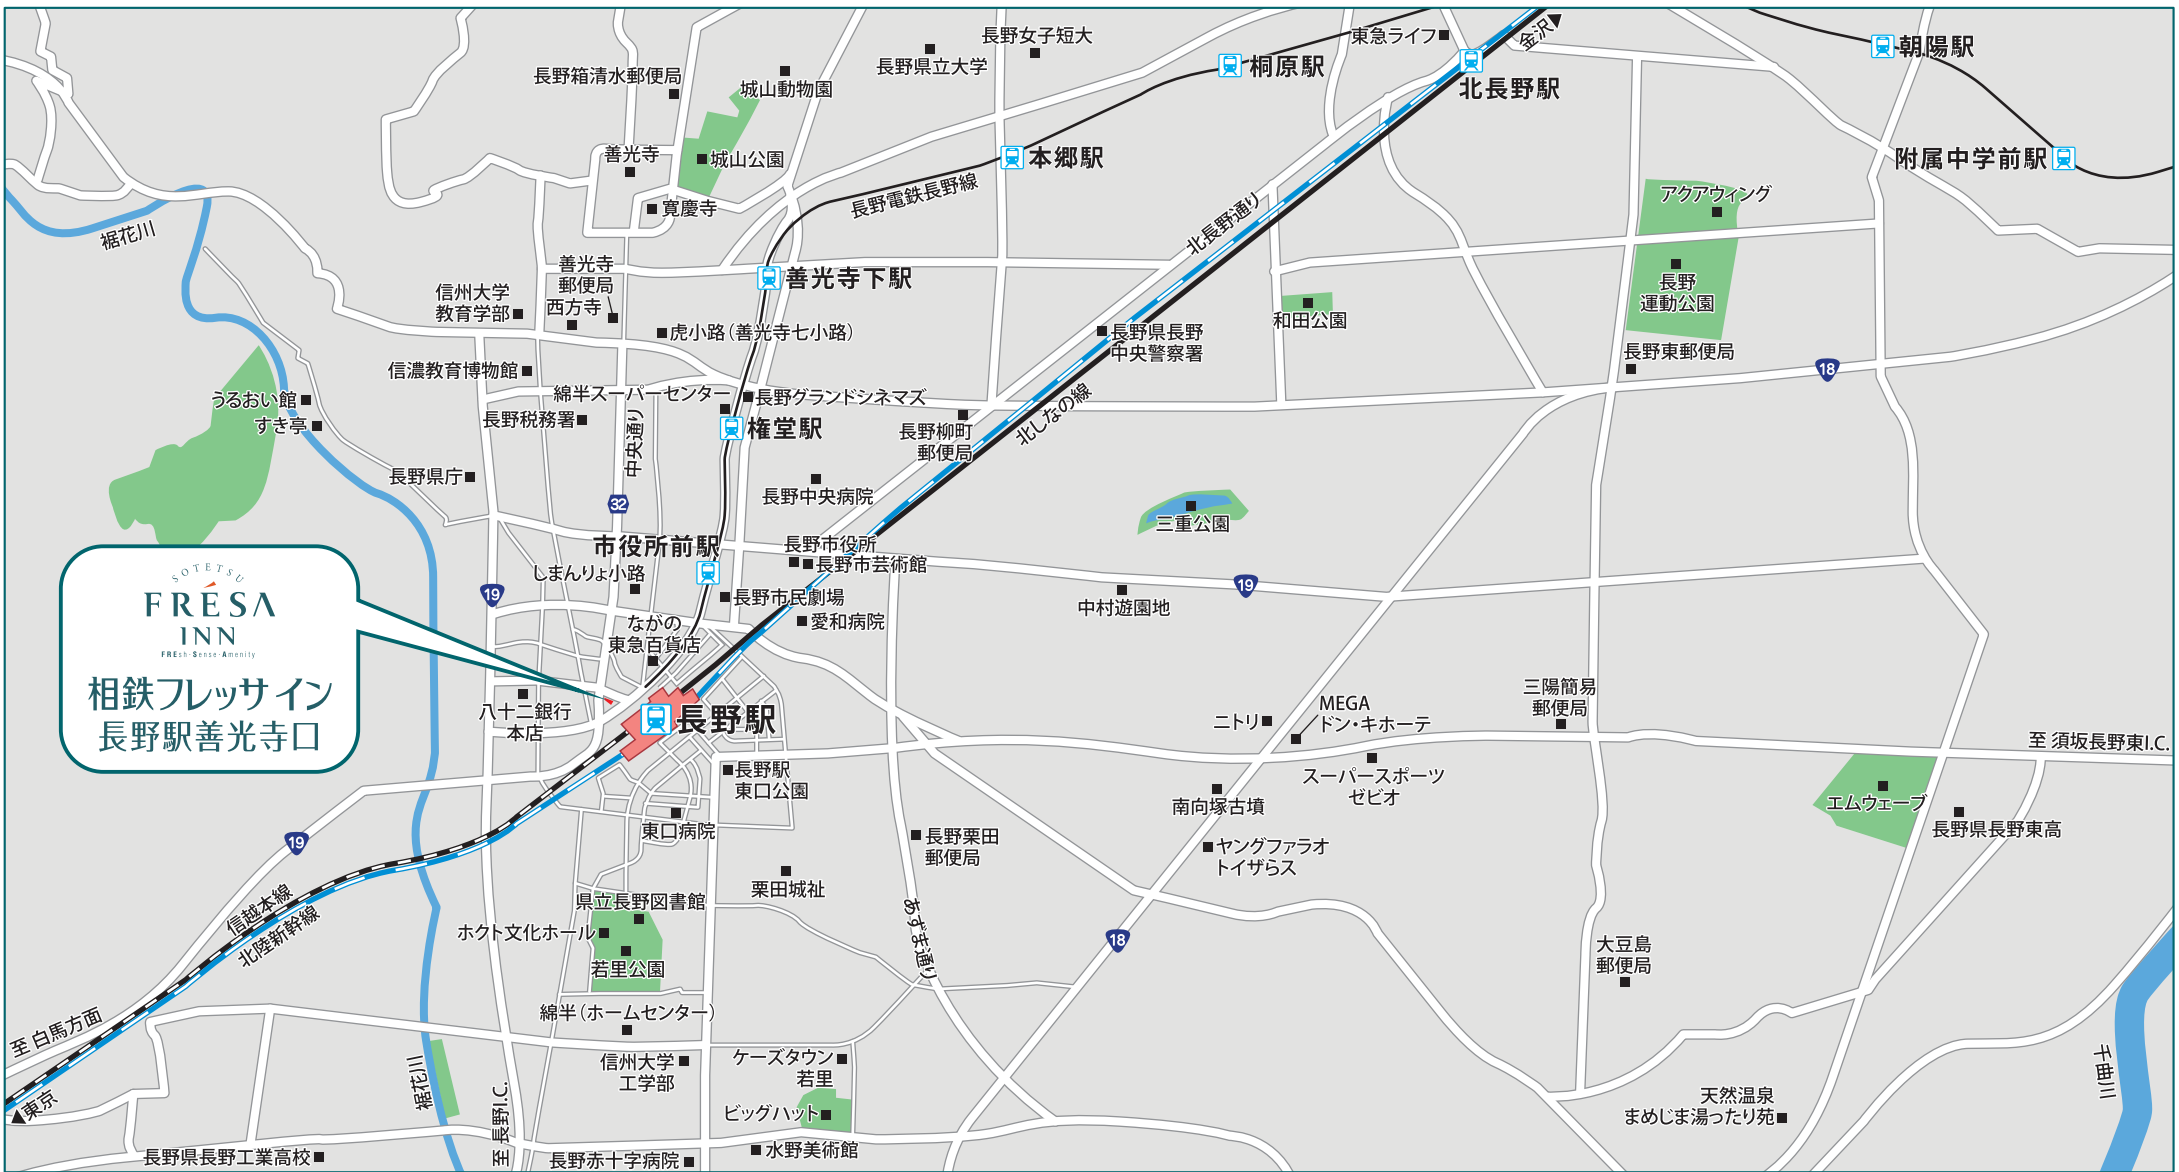 長野女子短大
長野県立大学
東急ライフ
金沢
朝陽駅
桐原駅
北長野駅
長野箱清水郵便局
城山動物園
善光寺
城山公園
本郷駅
附属中学前駅
長野電鉄長野線
寛慶寺
アクアウィング
裾花川
北長野通り
善光寺
郵便局
善光寺下駅
信州大学
教育学部
西方寺
長野
運動公園
虎小路(善光寺七小路)
和田公園
長野県長野
中央警察署
長野東郵便局
18
信濃教育博物館
綿半スーパーセンター
長野グランドシネマズ
うるおい館
すき亭
長野税務署
中央通り
権堂駅
長野柳町
郵便局
北しなの線
長野県庁
長野中央病院
32
三重公園
市役所前駅
長野市役所
長野市芸術館
しまんりょ小路
19
19
長野市民劇場
中村遊園地
愛和病院
ながの
東急百貨店
SOTETSU
FRESA
INN
FREsh-Sense-Amenity
相鉄フレッサイン
長野駅善光寺口
八十二銀行
本店
長野駅
ニトリ
MEGA
ドン・キホーテ
三陽簡易
郵便局
至 須坂長野東I.C.
長野駅
東口公園
スーパースポーツ
ゼビオ
南向塚古墳
エムウェーブ
長野県長野東高
東口病院
19
長野栗田
郵便局
ヤングファラオ
トイザらス
栗田城祉
県立長野図書館
信越本線
北陸新幹線
ホクト文化ホール
若里公園
あずま通り
18
大豆島
郵便局
至 白馬方面
綿半(ホームセンター)
信州大学
工学部
ケーズタウン
若里
裾花川
千曲川
東京
至 長野I.C.
ビッグハット
天然温泉
まめじま湯ったり苑
長野県長野工業高校
長野赤十字病院
水野美術館